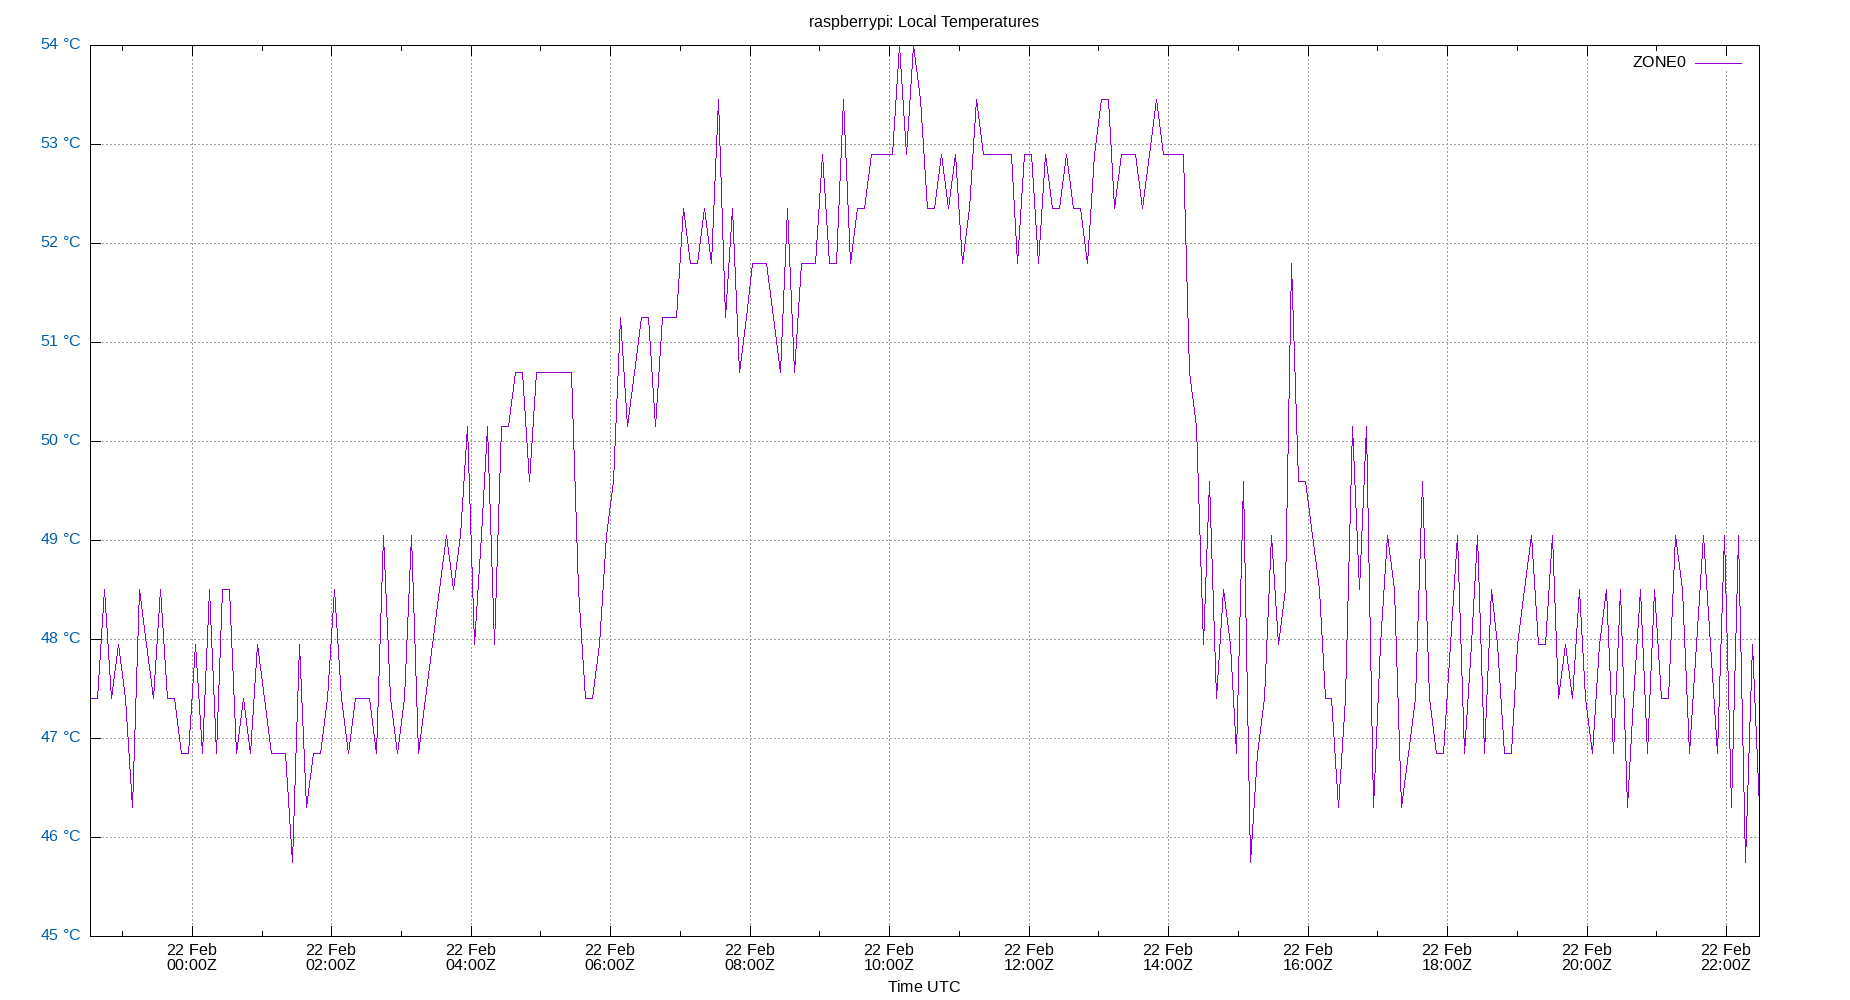 raspberrypi: Local Temperatures
54 °C
ZONE0
53 °C
52 °C
51 °C
50 °C
49 °C
48 °C
47 °C
46 °C
45 °C
22 Feb 22 Feb 22 Feb 22 Feb 22 Feb 22 Feb 22 Feb 22 Feb 22 Feb 22 Feb 22 Feb 22 Feb
00:00Z 02:00Z 04:00Z 06:00Z 08:00Z 10:00Z 12:00Z 14:00Z 16:00Z 18:00Z 20:00Z 22:00Z
Time UTC